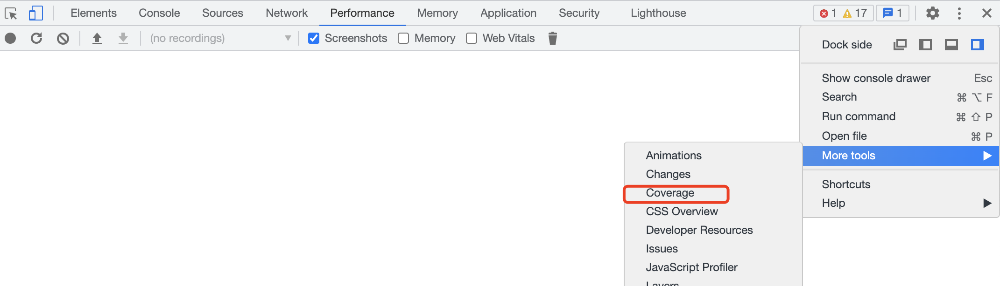 Elements Console Sources Network Performance Memory Application Security Lighthouse 1 17 1
(no recordings) Screenshots Memory Web Vitals
Dock side
Show console drawer Esc
Search ⌘ ⌥ F
Run command ⌘ ⇧ P
Open file ⌘ P
More tools
Shortcuts
Help
Animations
Changes
Coverage
CSS Overview
Developer Resources
Issues
JavaScript Profiler
Layers